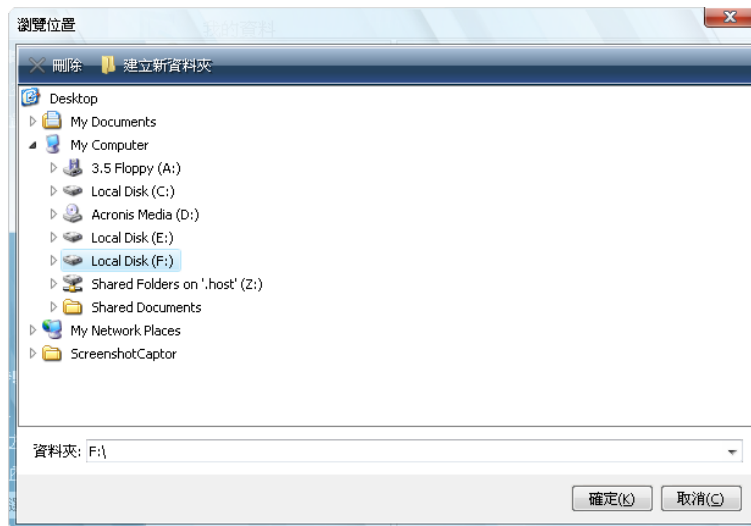 瀏覽位置
刪除 建立新資料夾
Desktop
My Documents
My Computer
3.5 Floppy (A:)
Local Disk (C:)
Acronis Media (D:)
Local Disk (E:)
Local Disk (F:)
Shared Folders on '.host' (Z:)
Shared Documents
My Network Places
ScreenshotCaptor
資料夾: F:\
確定(K) 取消(C)